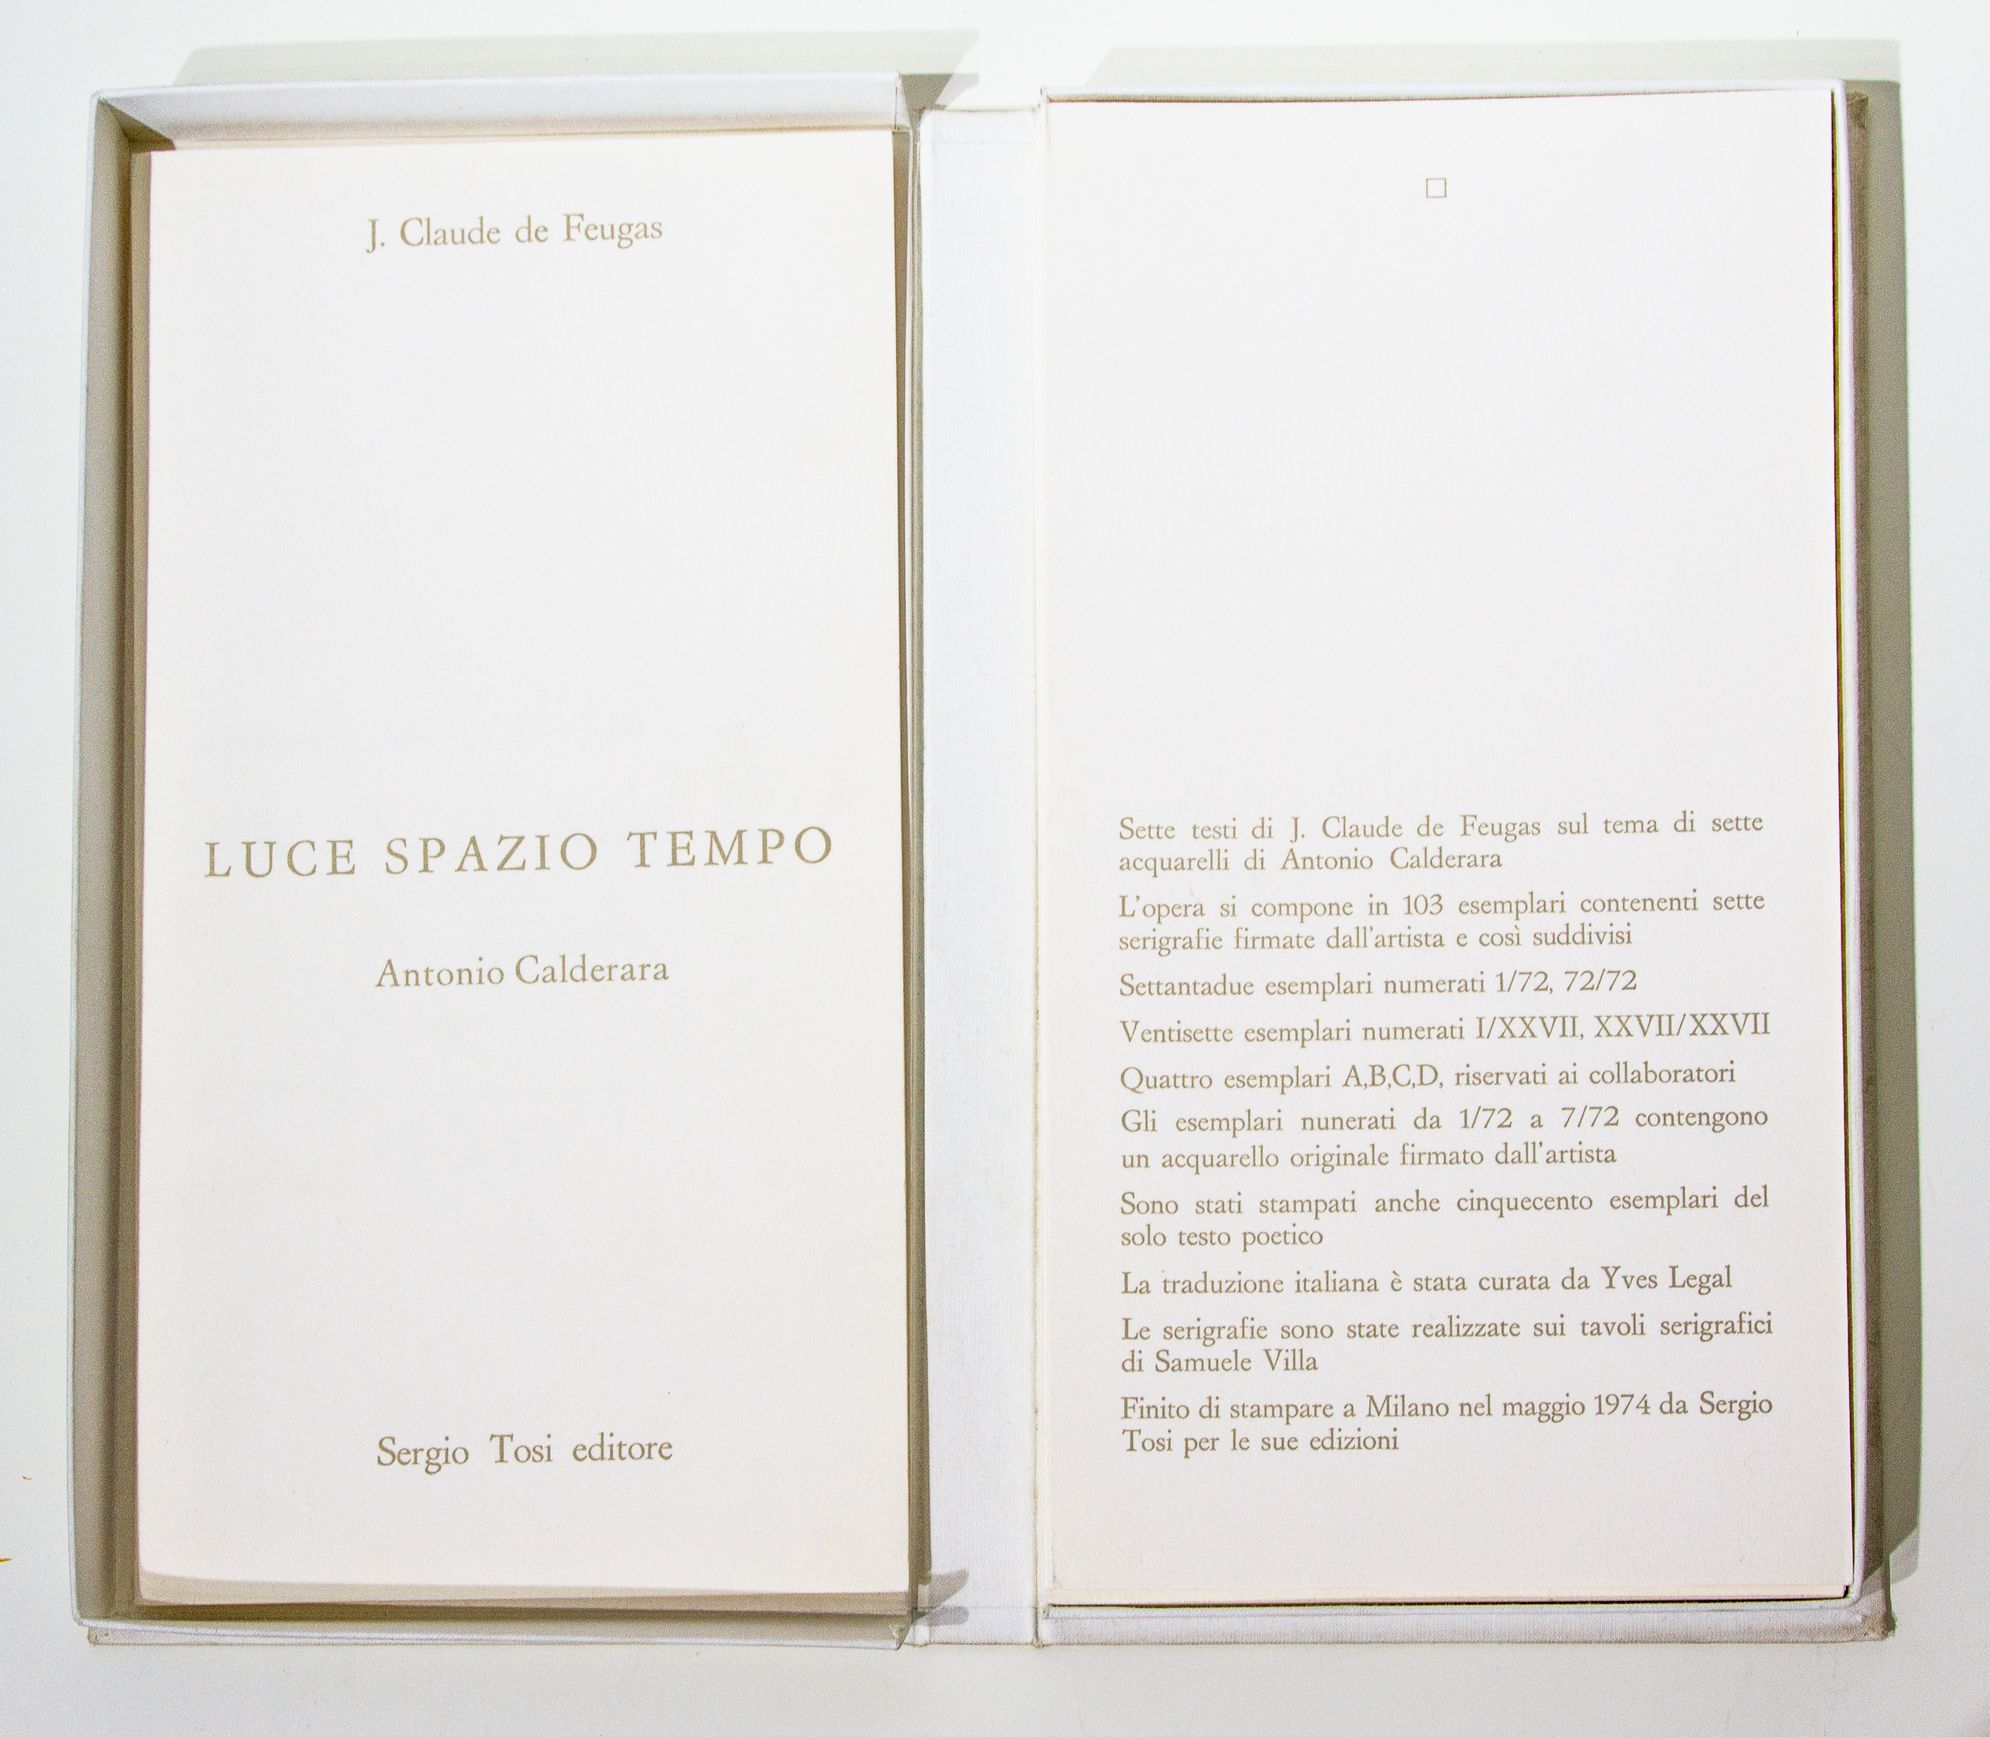 J. Claude de Feugas
LUCE SPAZIO TEMPO
Antonio Calderara
Sergio Tosi editore
Sette testi di J. Claude de Feugas sul tema di sette
acquarelli di Antonio Calderara
L'opera si compone in 103 esemplari contenenti sette
serigrafie firmate dall'artista e così suddivisi
Settantadue esemplari numerati 1/72, 72/72
Ventisette esemplari numerati I/XXVII, XXVII/XXVII
Quattro esemplari A,B,C,D, riservati ai collaboratori
Gli esemplari nunerati da 1/72 a 7/72 contengono
un acquarello originale firmato dall'artista
Sono stati stampati anche cinquecento esemplari del
solo testo poetico
La traduzione italiana è stata curata da Yves Legal
Le serigrafie sono state realizzate sui tavoli serigrafici
di Samuele Villa
Finito di stampare a Milano nel maggio 1974 da Sergio
Tosi per le sue edizioni